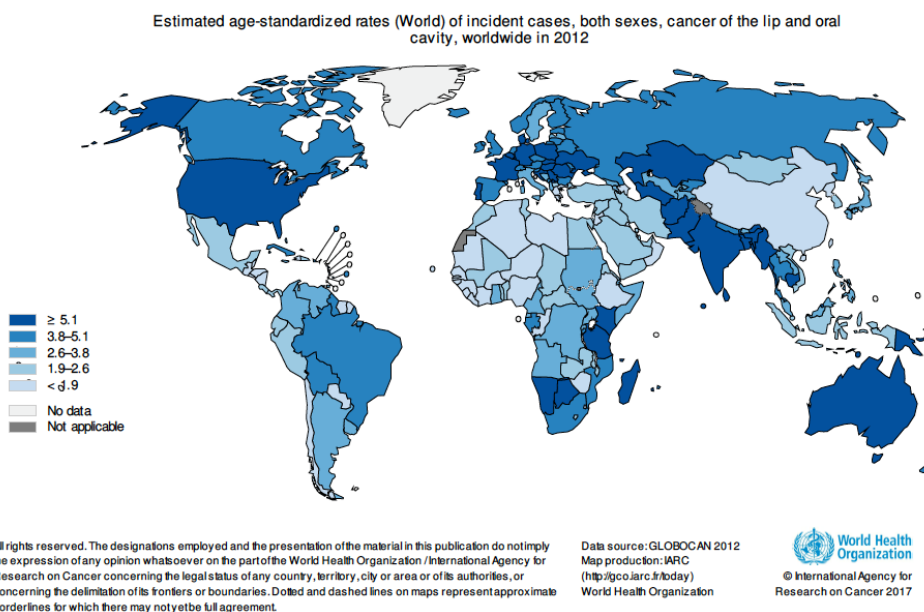 Estimated age-standardized rates (World) of incident cases, both sexes, cancer of the lip and oral
cavity, worldwide in 2012
≥ 5.1
3.8–5.1
2.6–3.8
1.9–2.6
No data
Not applicable
ll rights reserved. The designations employed and the presentation of the material in this publication do not imply
e expression of any opinion whatsoever on the part of the World Health Organization / International Agency for
esearch on Cancer concerning the legal status of any country, territory, city or area or of its authorities, or
oncerning the delimitation of its frontiers or boundaries. Dotted and dashed lines on maps represent approximate
orderlines for which there may not yet be full agreement.
Data source: GLOBOCAN 2012
Map production: IARC
(http://gco.iarc.fr/today)
World Health Organization
World Health
Organization
© International Agency for
Research on Cancer 2017